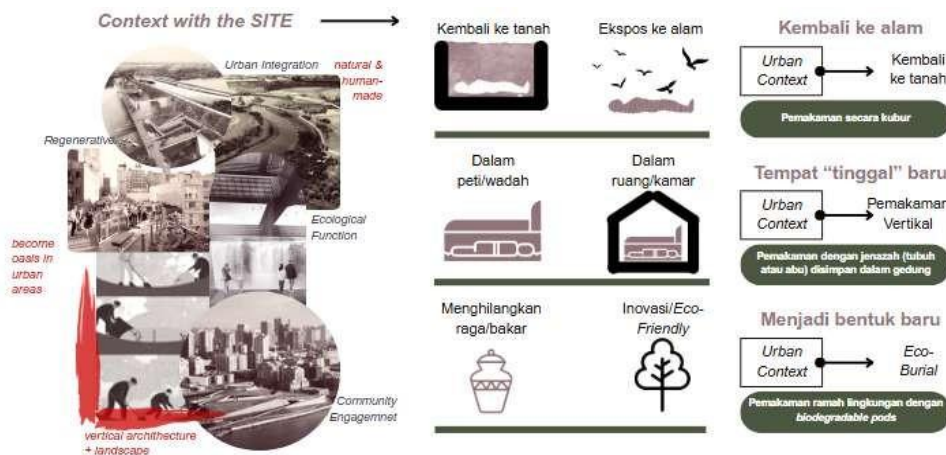 Context with the SITE
Urban Integration
natural &
human-
made
Regenerative
Ecological
Function
become
oasis in
urban
areas
Community
Engagemnet
vertical archithecture
+ landscape
Kembali ke tanah
Ekspos ke alam
Dalam
peti/wadah
Dalam
ruang/kamar
Menghilangkan
raga/bakar
Inovasi/Eco-
Friendly
Kembali ke alam
Urban
Context
Kembali
ke tanah
Pemakaman secara kubur
Tempat “tinggal” baru
Urban
Context
Pemakaman
Vertikal
Pemakaman dengan jenazah (tubuh
atau abu) disimpan dalam gedung
Menjadi bentuk baru
Urban
Context
Eco-
Burial
Pemakaman ramah lingkungan dengan
biodegradable pods